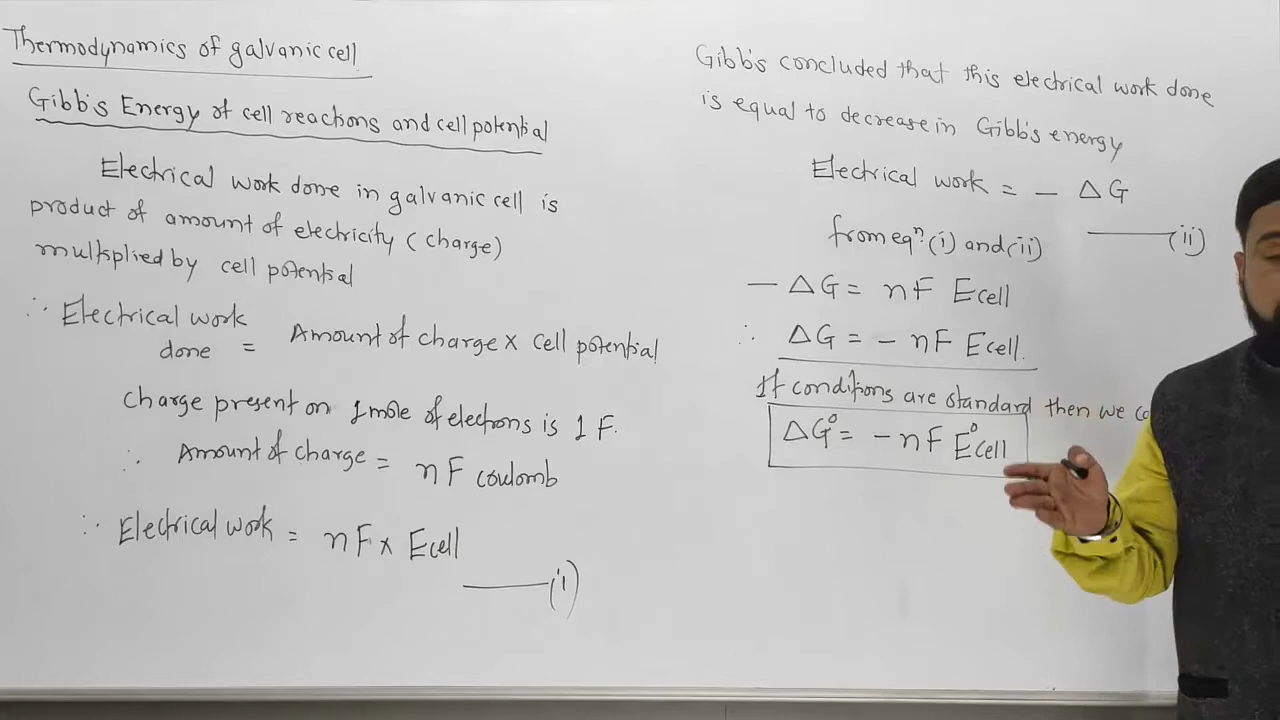 Thermodynamics of galvanic cell
Gibb's Energy of cell reactions and cell potential
Electrical work done in galvanic cell is
product of amount of electricity (charge)
multiplied by cell potential
∴ Electrical work
done = Amount of charge x cell potential
Charge present on 1 mole of electrons is 1 F.
∴ Amount of charge = nF coulomb
∴ Electrical work = nF x Ecell
(i)
Gibb's concluded that this electrical work done
is equal to decrease in Gibb's energy
Electrical work = - ΔG
(ii)
from eqⁿ. (i) and (ii)
- ΔG = nF Ecell
∴ ΔG = - nF Ecell.
If conditions are standard then we
ΔG° = - nF E°cell